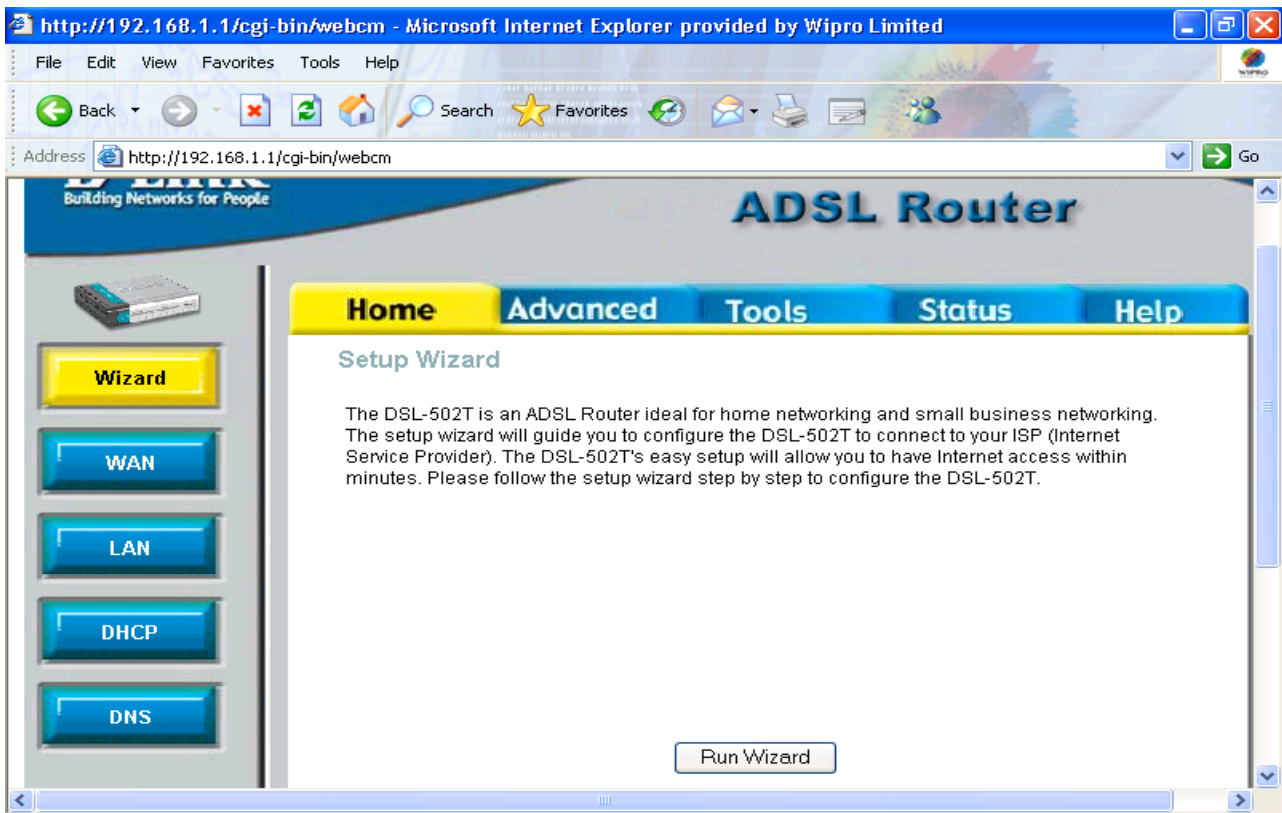 http://192.168.1.1/cgi-bin/webcm - Microsoft Internet Explorer provided by Wipro Limited
File Edit View Favorites Tools Help
WIPRO
Back Search Favorites
Address http://192.168.1.1/cgi-bin/webcm Go
Building Networks for People
ADSL Router
Home Advanced Tools Status Help
Wizard
WAN
LAN
DHCP
DNS
Setup Wizard
The DSL-502T is an ADSL Router ideal for home networking and small business networking.
The setup wizard will guide you to configure the DSL-502T to connect to your ISP (Internet
Service Provider). The DSL-502T's easy setup will allow you to have Internet access within
minutes. Please follow the setup wizard step by step to configure the DSL-502T.
Run Wizard